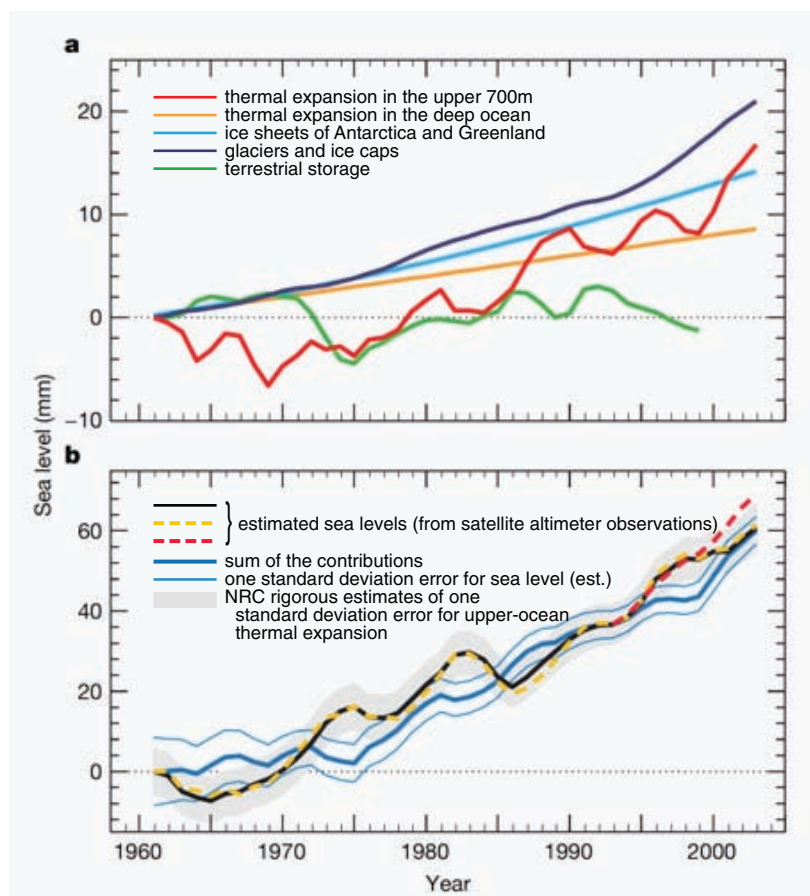 a
20
10
0
−10
thermal expansion in the upper 700m
thermal expansion in the deep ocean
ice sheets of Antarctica and Greenland
glaciers and ice caps
terrestrial storage
Sea level (mm)
b
60
40
20
0
estimated sea levels (from satellite altimeter observations)
sum of the contributions
one standard deviation error for sea level (est.)
NRC rigorous estimates of one
standard deviation error for upper-ocean
thermal expansion
1960 1970 1980 1990 2000
Year